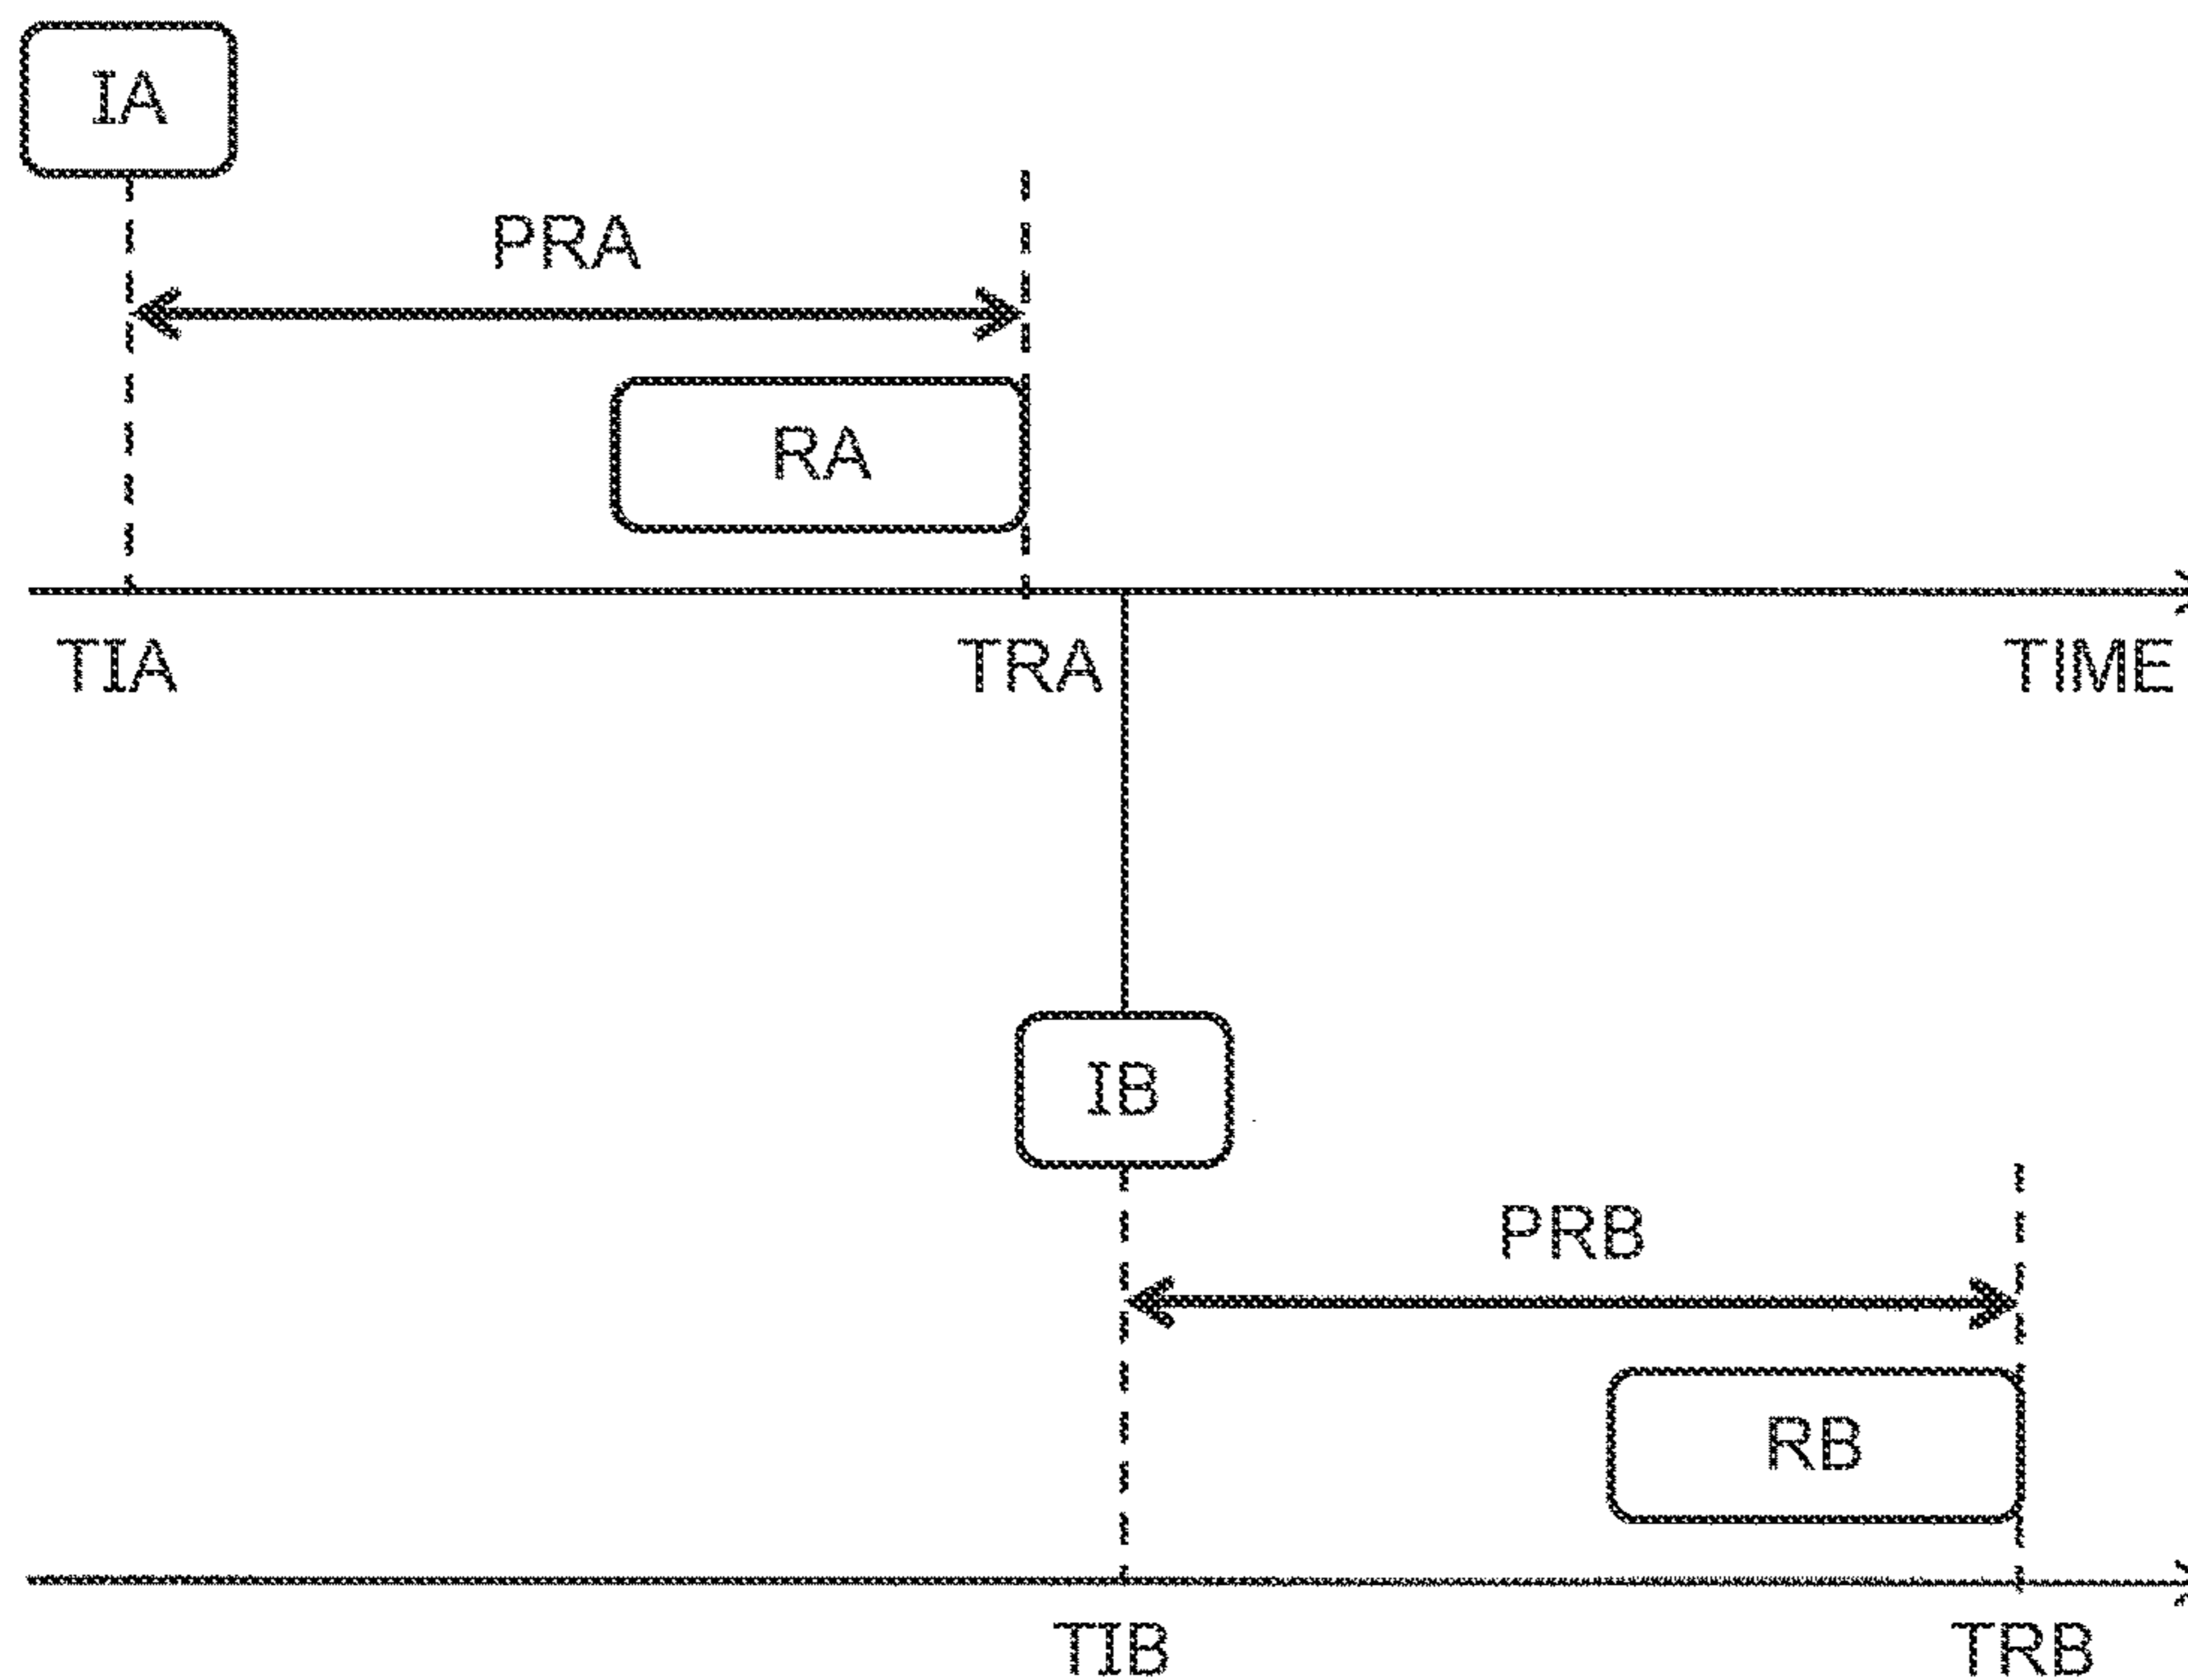 IA
PRA
RA
TIA TRA TIME
IB
PRB
RB
TIB TRB